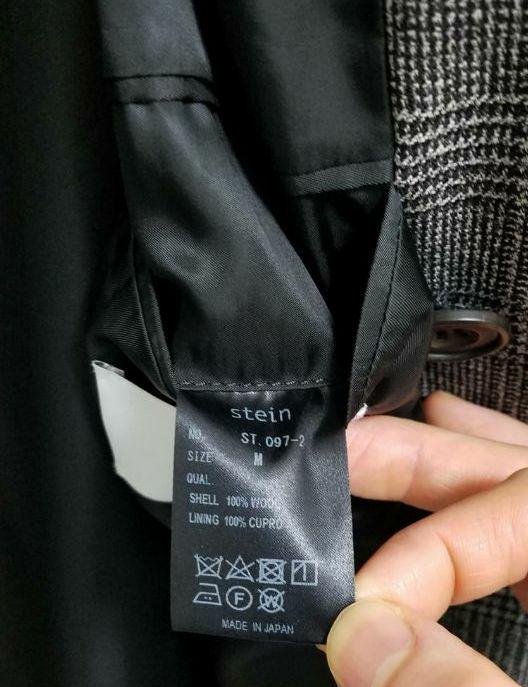 stein
NO. ST.097-2
SIZE M
QUAL.
SHELL 100% WOOL
LINING 100% CUPRO
F W
MADE IN JAPAN